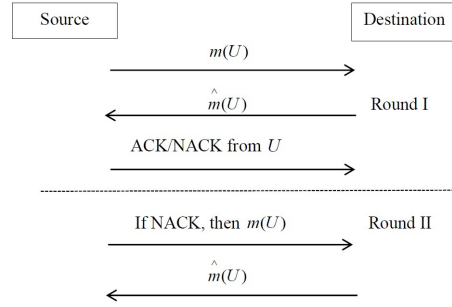 Source Destination
m(U)
m̂(U) Round I
ACK/NACK from U
If NACK, then m(U) Round II
m̂(U)